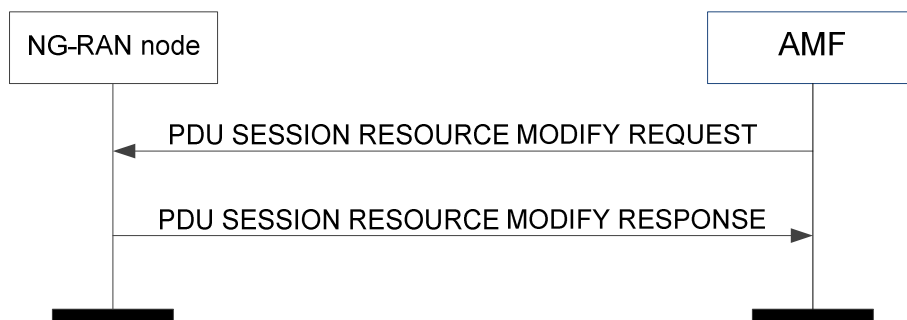 NG-RAN node
AMF
PDU SESSION RESOURCE MODIFY REQUEST
PDU SESSION RESOURCE MODIFY RESPONSE